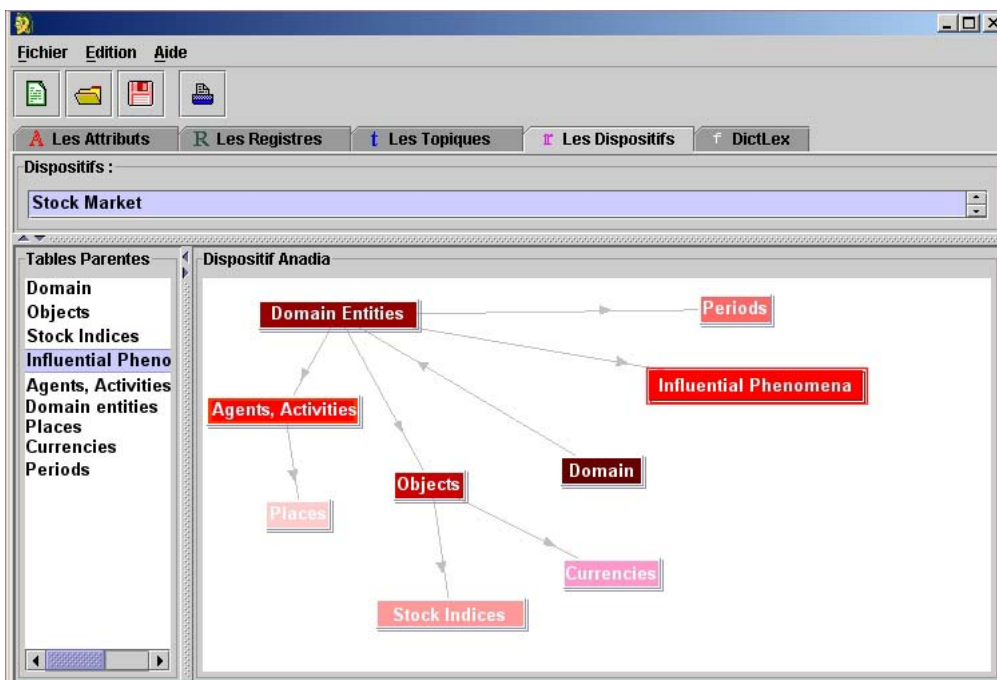 Fichier Edition Aide
A Les Attributs R Les Registres t Les Topiques r Les Dispositifs f DictLex
Dispositifs :
Stock Market
Tables Parentes
Domain
Objects
Stock Indices
Influential Pheno
Agents, Activities
Domain entities
Places
Currencies
Periods
Dispositif Anadia
Domain Entities
Periods
Influential Phenomena
Agents, Activities
Domain
Objects
Places
Currencies
Stock Indices